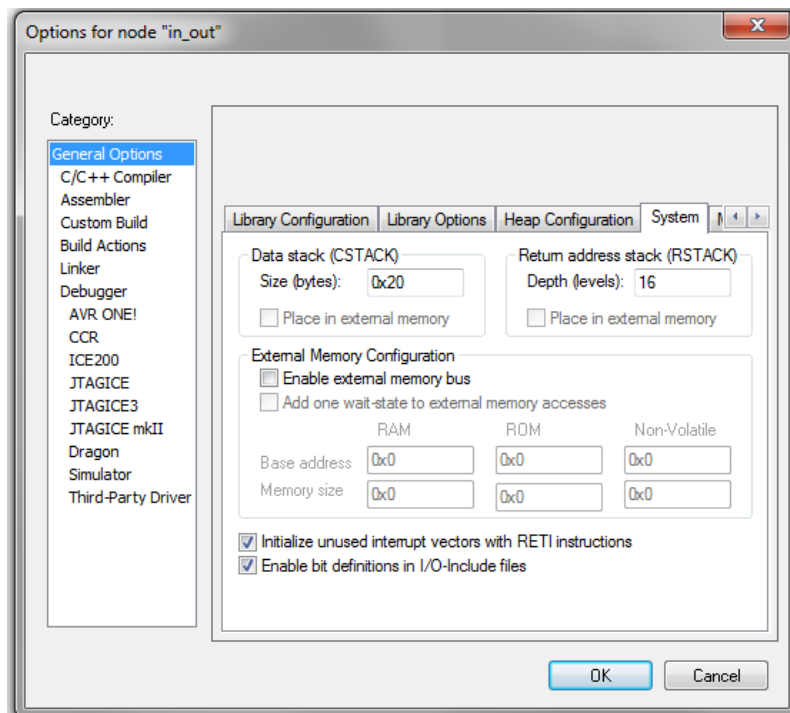 Options for node "in_out"
Category:
General Options
C/C++ Compiler
Assembler
Custom Build
Build Actions
Linker
Debugger
AVR ONE!
CCR
ICE200
JTAGICE
JTAGICE3
JTAGICE mkII
Dragon
Simulator
Third-Party Driver
Library Configuration Library Options Heap Configuration System
Data stack (CSTACK) Return address stack (RSTACK)
Size (bytes): 0x20 Depth (levels): 16
Place in external memory Place in external memory
External Memory Configuration
Enable external memory bus
Add one wait-state to external memory accesses
RAM ROM Non-Volatile
Base address 0x0 0x0 0x0
Memory size 0x0 0x0 0x0
Initialize unused interrupt vectors with RETI instructions
Enable bit definitions in I/O-Include files
OK Cancel